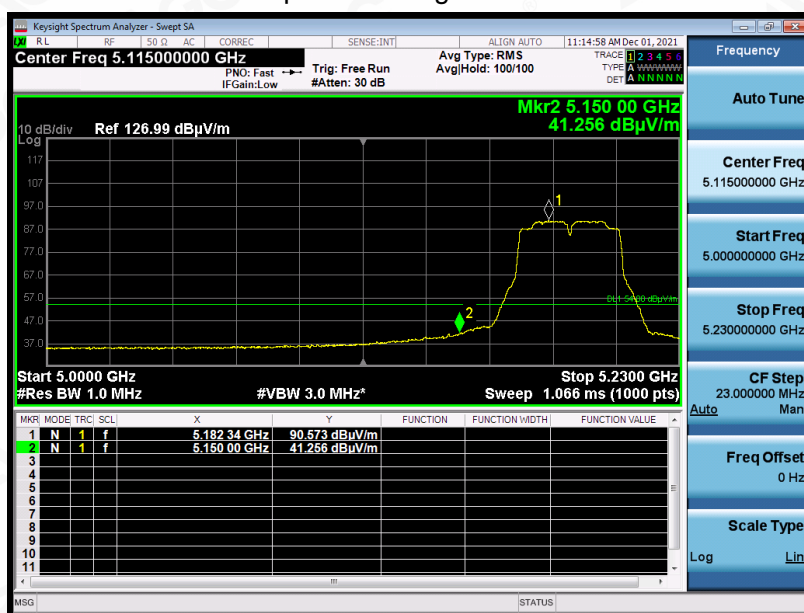 Keysight Spectrum Analyzer - Swept SA
LXI RL RF 50 Ω AC CORREC SENSE:INT ALIGN AUTO 11:14:58 AM Dec 01, 2021
Center Freq 5.115000000 GHz
PNO: Fast
IFGain:Low
Trig: Free Run
#Atten: 30 dB
Avg Type: RMS
Avg|Hold: 100/100
TRACE 1 2 3 4 5 6
TYPE A WWWWW
DET A N N N N N
Mkr2 5.150 00 GHz
41.256 dBµV/m
10 dB/div Ref 126.99 dBµV/m
Log
117
107
97.0
87.0
77.0
67.0
57.0
47.0
37.0
1
2
DL1 54.00 dBµV/m
Start 5.0000 GHz Stop 5.2300 GHz
#Res BW 1.0 MHz #VBW 3.0 MHz* Sweep 1.066 ms (1000 pts)
MKR MODE TRC SCL X Y FUNCTION FUNCTION WIDTH FUNCTION VALUE
1 N 1 f 5.182 34 GHz 90.573 dBµV/m
2 N 1 f 5.150 00 GHz 41.256 dBµV/m
3
4
5
6
7
8
9
10
11
MSG STATUS
Frequency
Auto Tune
Center Freq
5.115000000 GHz
Start Freq
5.000000000 GHz
Stop Freq
5.230000000 GHz
CF Step
23.000000 MHz
Auto Man
Freq Offset
0 Hz
Scale Type
Log Lin